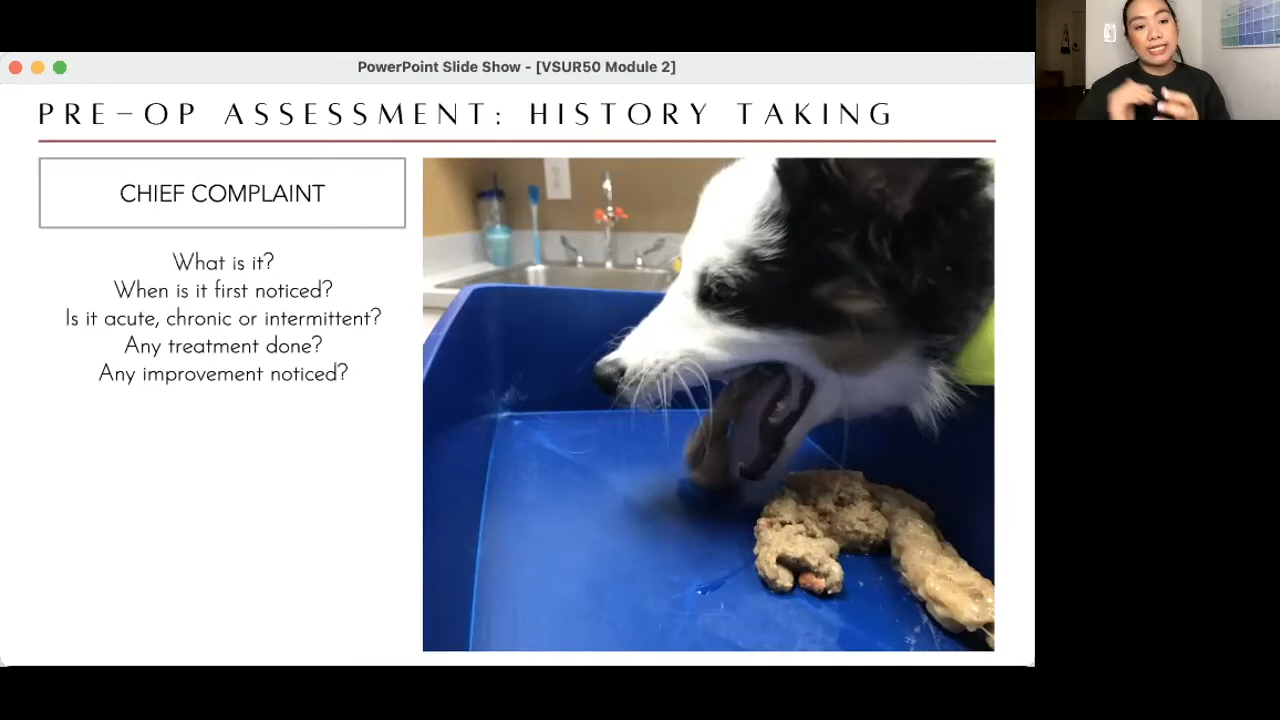 PowerPoint Slide Show - [VSUR50 Module 2]
PRE-OP ASSESSMENT: HISTORY TAKING
CHIEF COMPLAINT
What is it?
When is it first noticed?
Is it acute, chronic or intermittent?
Any treatment done?
Any improvement noticed?